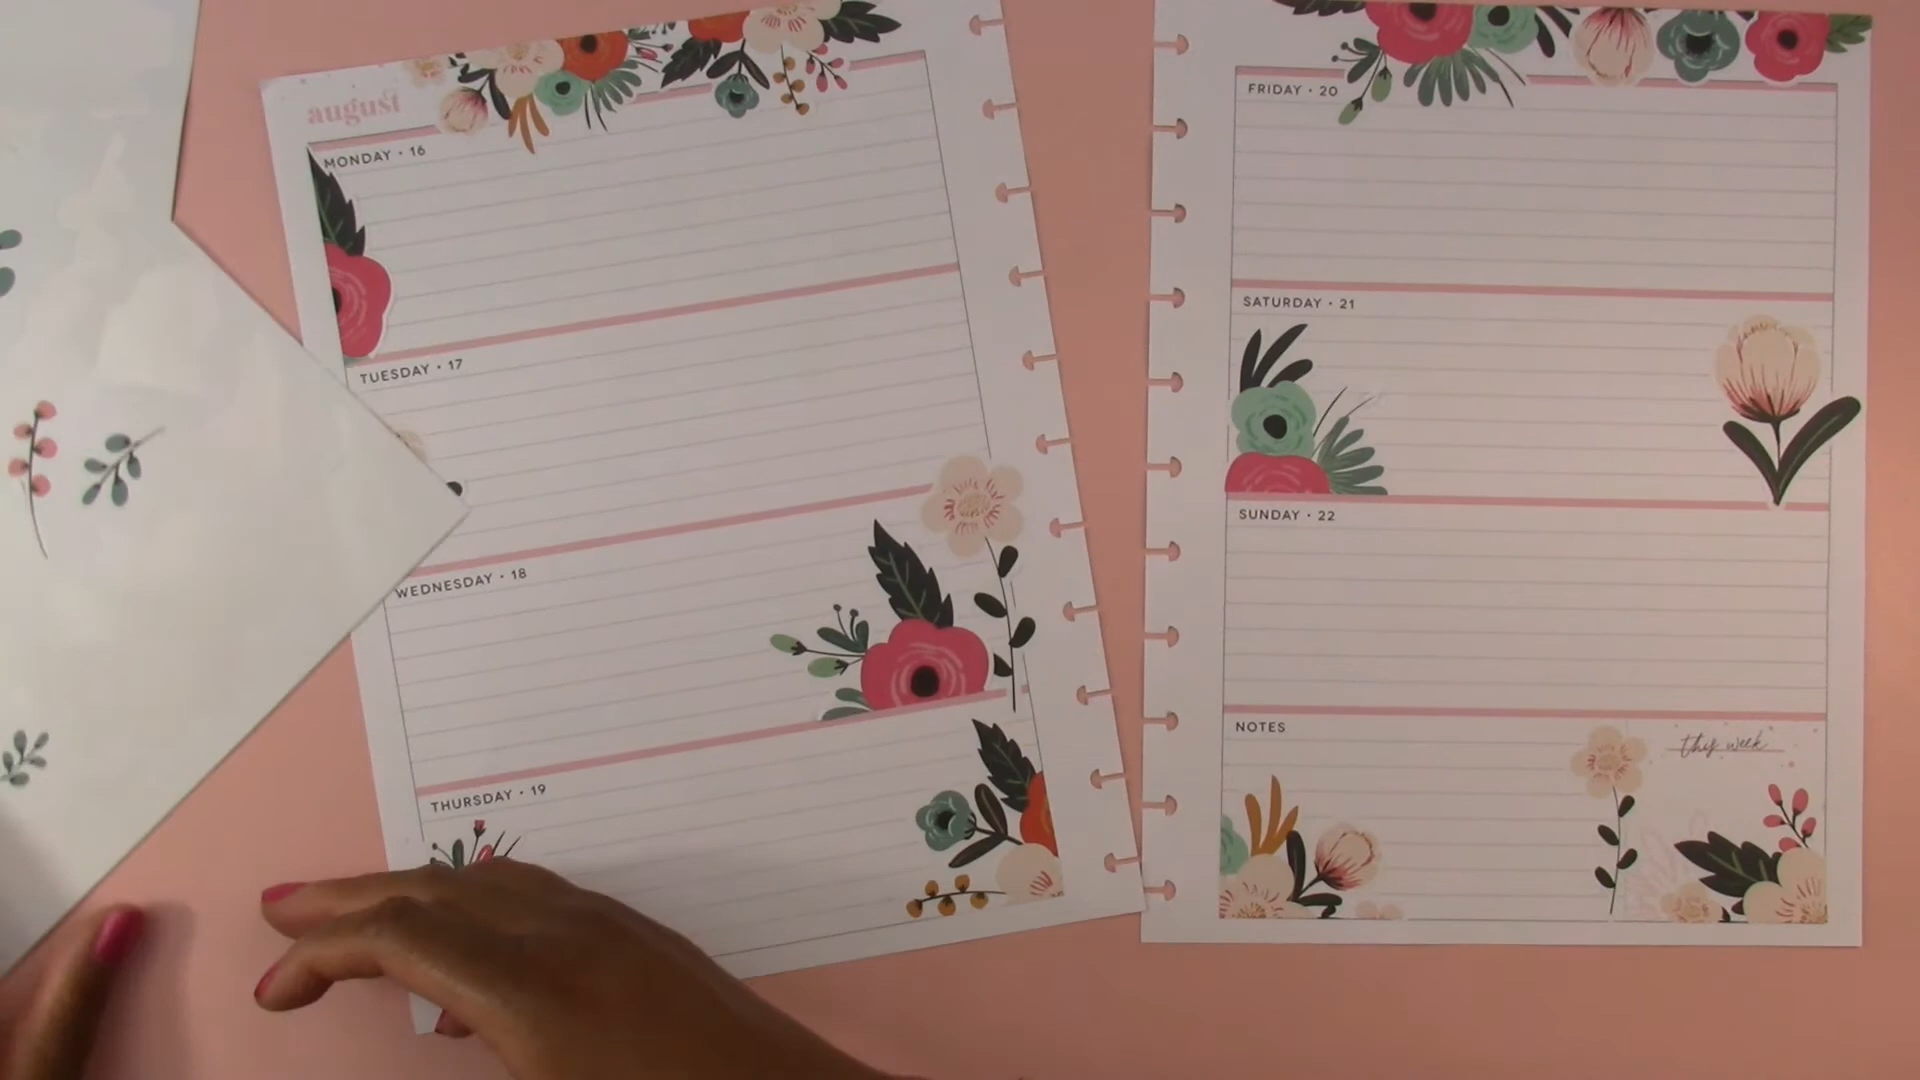 august
MONDAY • 16
TUESDAY • 17
WEDNESDAY • 18
THURSDAY • 19
FRIDAY • 20
SATURDAY • 21
SUNDAY • 22
NOTES
this week